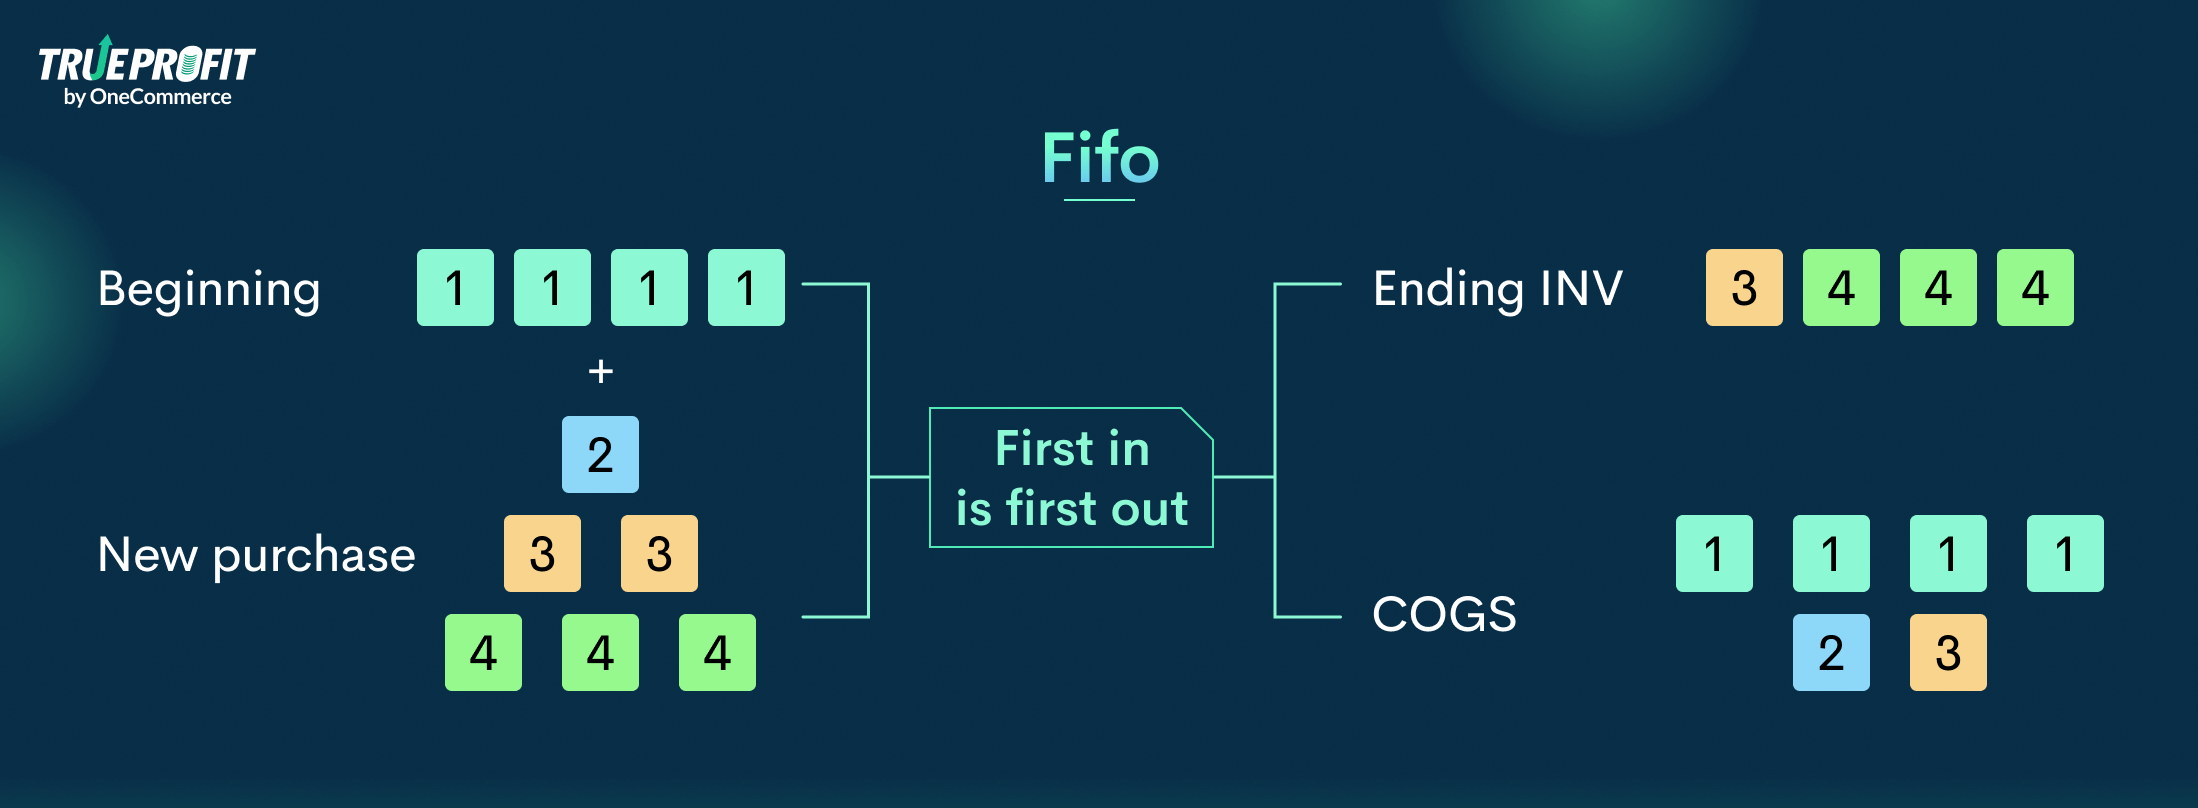 TRUEPROFIT
by OneCommerce
Fifo
Beginning
1 1 1 1
+
2
New purchase
3 3
4 4 4
First in
is first out
Ending INV
3 4 4 4
COGS
1 1 1 1
2 3